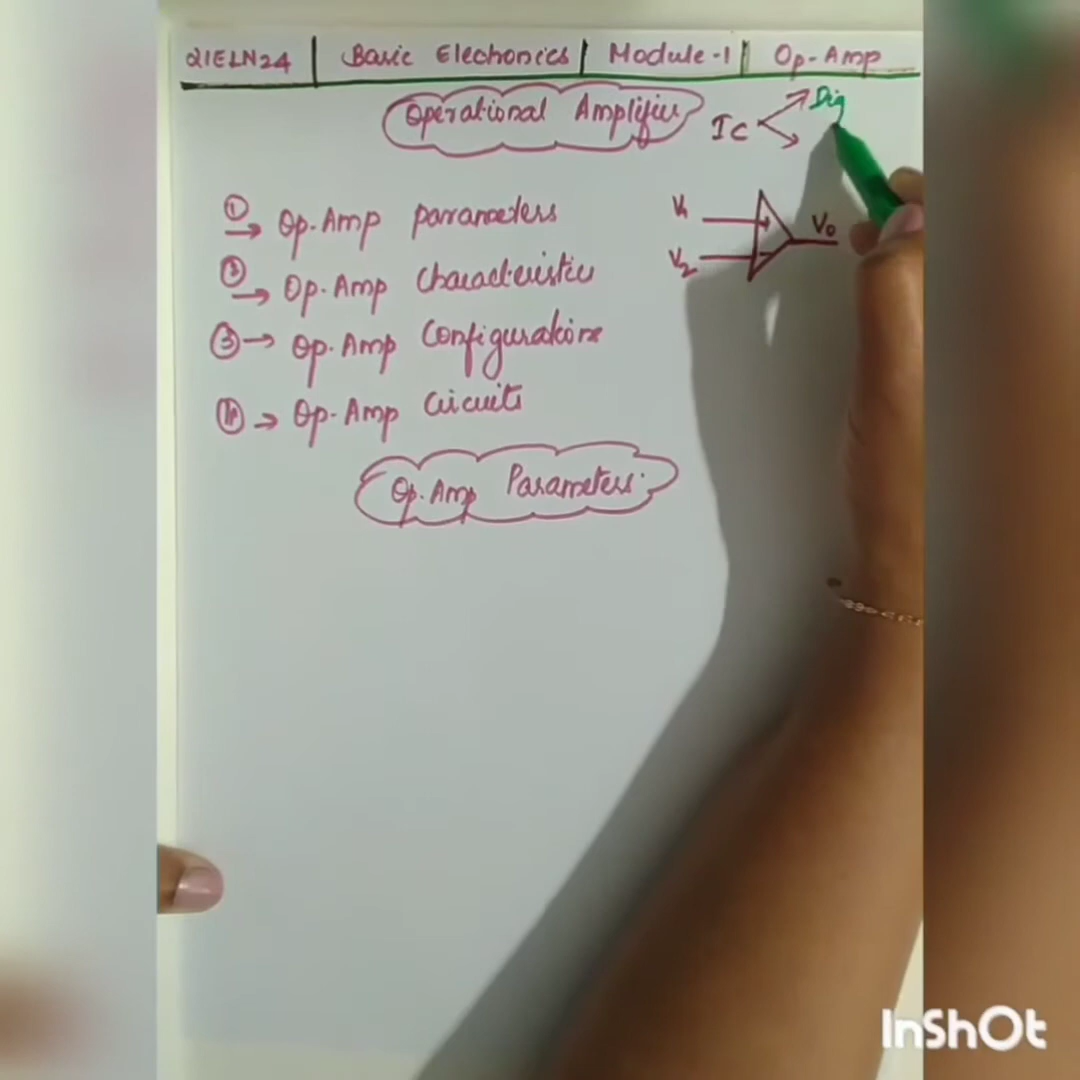 21ELN24 | Basic Electronics | Module-1 | Op-Amp
Operational Amplifier
IC Dig
① → Op-Amp parameters
② → Op-Amp Characteristics
③ → Op-Amp Configurations
④ → Op-Amp Circuits
V1
V2
+
-
Vo
Op-Amp Parameters.
InShOt